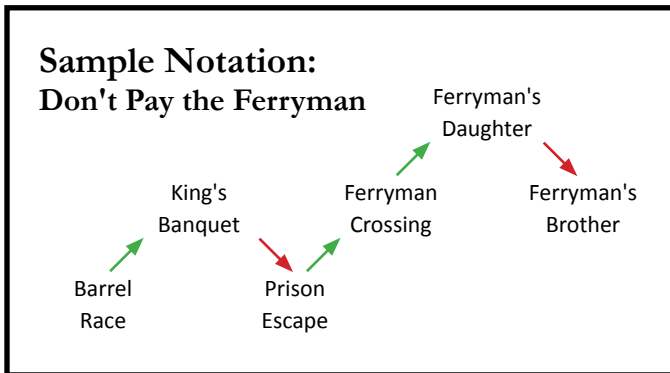 Sample Notation:
Don't Pay the Ferryman
Barrel
Race
King's
Banquet
Prison
Escape
Ferryman
Crossing
Ferryman's
Daughter
Ferryman's
Brother